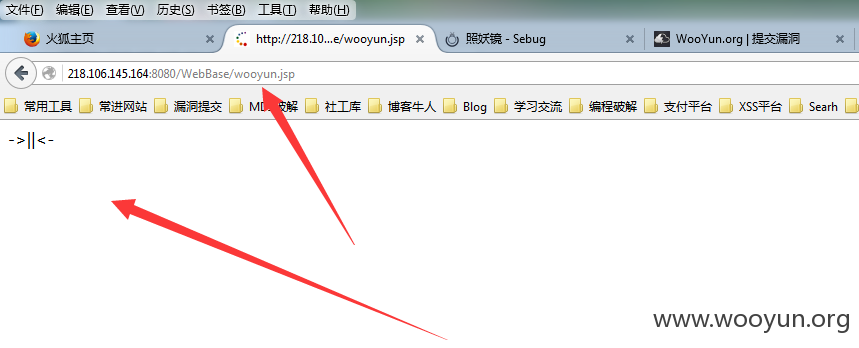 文件(F) 编辑(E) 查看(V) 历史(S) 书签(B) 工具(T) 帮助(H)
火狐主页 http://218.10...e/wooyun.jsp 照妖镜 - Sebug WooYun.org | 提交漏洞
218.106.145.164:8080/WebBase/wooyun.jsp
常用工具 常进网站 漏洞提交 破解 社工库 博客牛人 Blog 学习交流 编程破解 支付平台 XSS平台 Searh
->||<-
www.wooyun.org